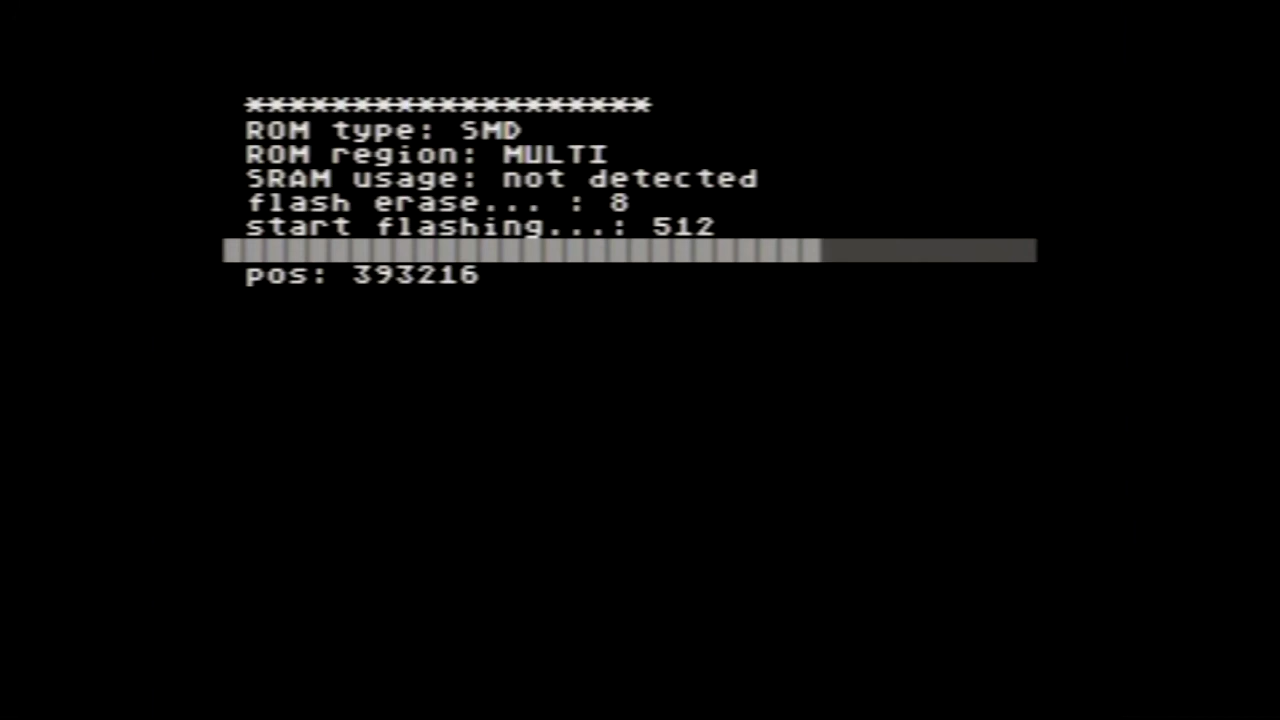 *******************
ROM type: SMD
ROM region: MULTI
SRAM usage: not detected
flash erase... : 8
start flashing...: 512
pos: 393216